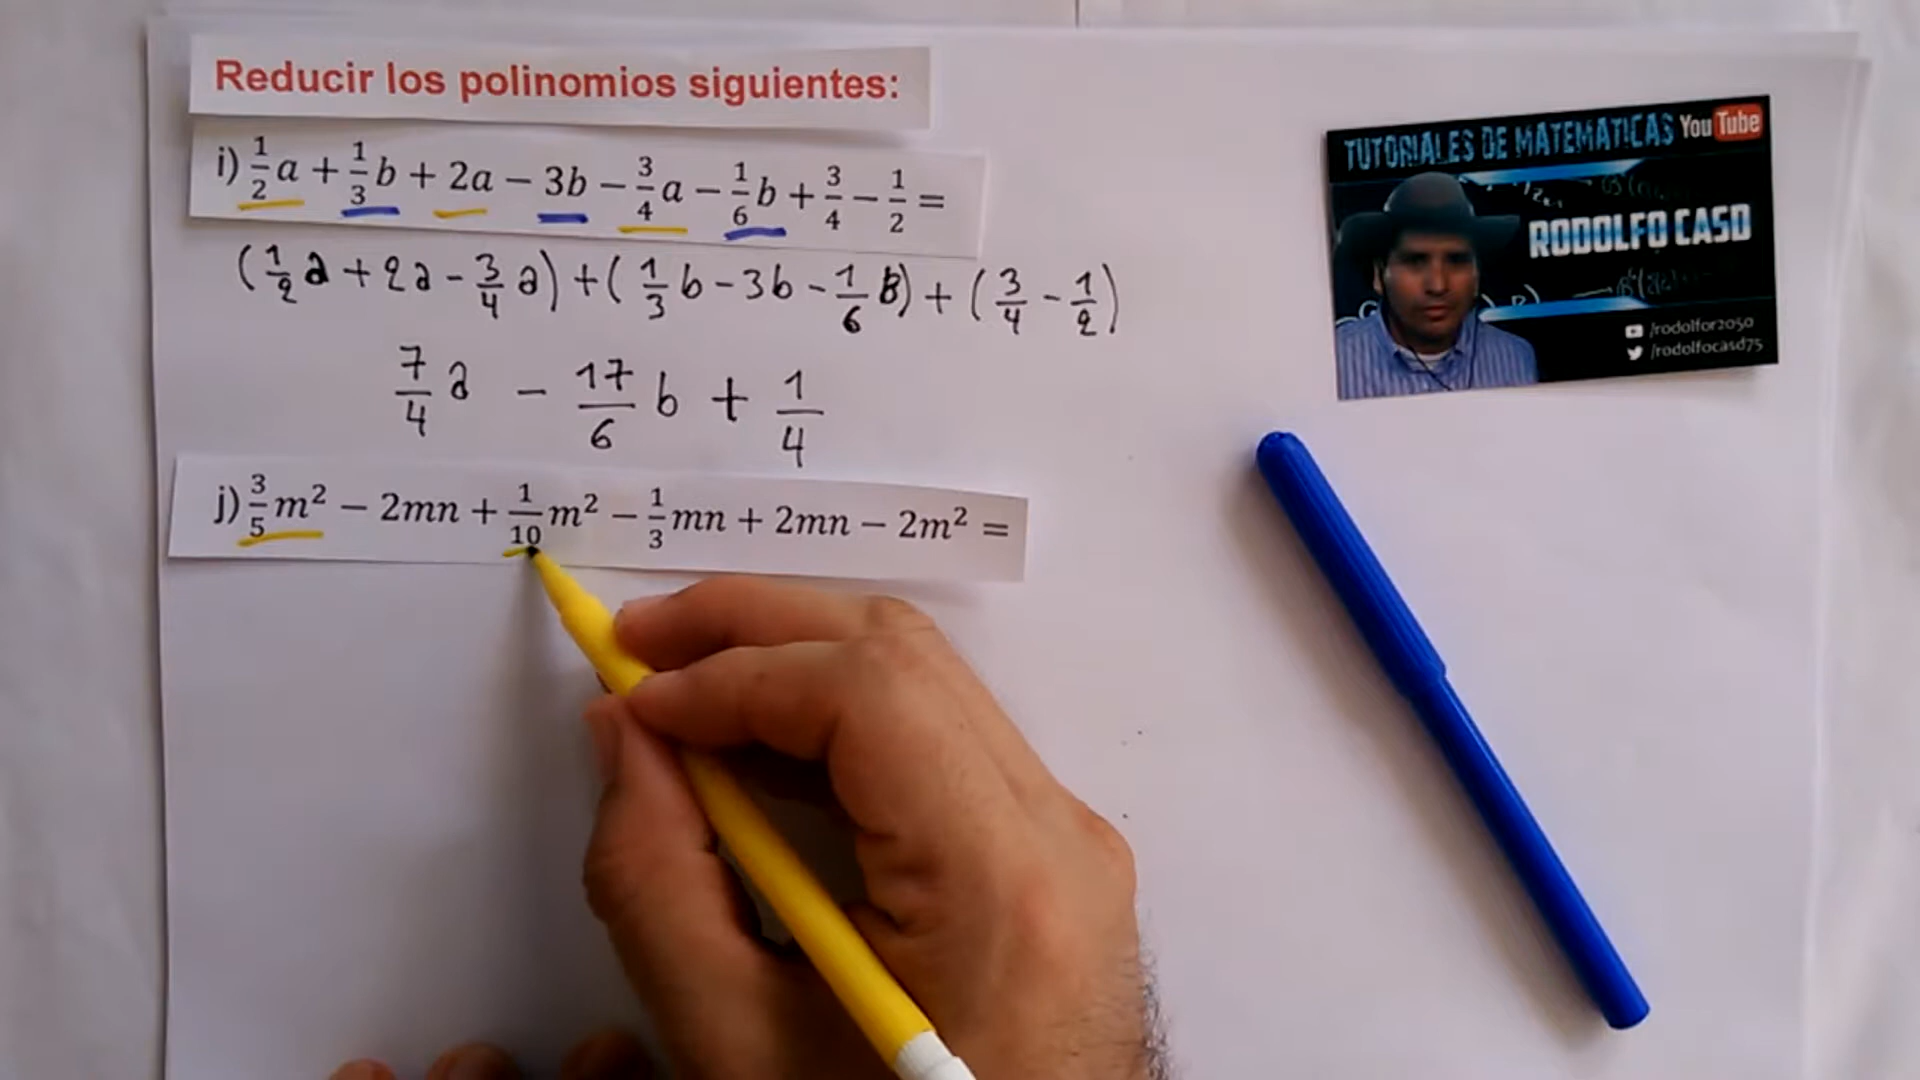 Reducir los polinomios siguientes:
i) 1/2 a + 1/3 b + 2a − 3b − 3/4 a − 1/6 b + 3/4 − 1/2 =
(1/2 a + 2a - 3/4 a) + (1/3 b - 3b - 1/6 b) + (3/4 - 1/2)
7/4 a - 17/6 b + 1/4
j) 3/5 m² − 2mn + 1/10 m² − 1/3 mn + 2mn − 2m² =
TUTORIALES DE MATEMATICAS YouTube
RODOLFO CASD
/rodolfor2050
/rodolfocasd75